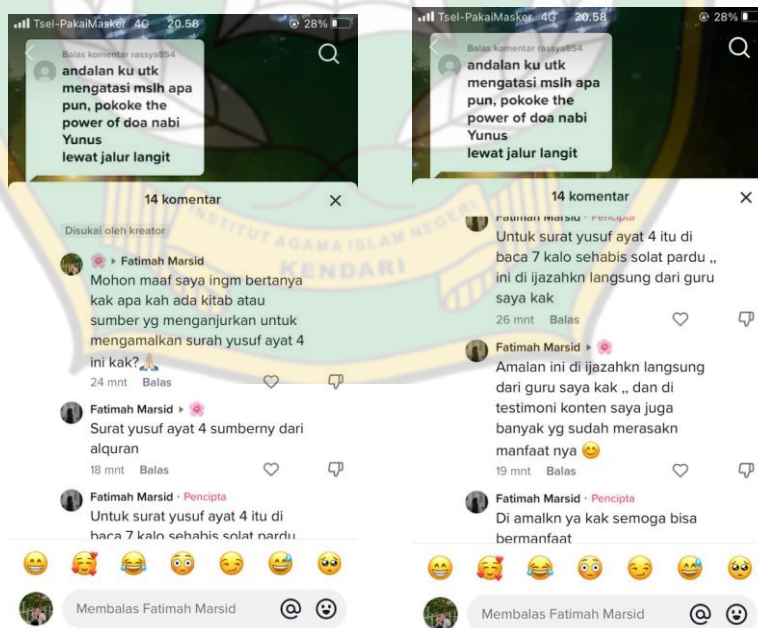 Tsel-PakaiMasker 4G 20.58 28%
Balas komentar rassya854
andalan ku utk
mengatasi mslh apa
pun, pokoke the
power of doa nabi
Yunus
lewat jalur langit
14 komentar
Disukai oleh kreator
🌸 ▸ Fatimah Marsid
Mohon maaf saya ingm bertanya
kak apa kah ada kitab atau
sumber yg menganjurkan untuk
mengamalkan surah yusuf ayat 4
ini kak?🙏🏼
24 mnt Balas
Fatimah Marsid ▸ 🌸
Surat yusuf ayat 4 sumberny dari
alquran
18 mnt Balas
Fatimah Marsid · Pencipta
Untuk surat yusuf ayat 4 itu di
baca 7 kalo sehabis solat pardu
Membalas Fatimah Marsid
Tsel-PakaiMasker 4G 20.58 28%
Balas komentar rassya854
andalan ku utk
mengatasi mslh apa
pun, pokoke the
power of doa nabi
Yunus
lewat jalur langit
14 komentar
Fatimah Marsid · Pencipta
Untuk surat yusuf ayat 4 itu di
baca 7 kalo sehabis solat pardu ,,
ini di ijazahkn langsung dari guru
saya kak
26 mnt Balas
Fatimah Marsid ▸ 🌸
Amalan ini di ijazahkn langsung
dari guru saya kak ,, dan di
testimoni konten saya juga
banyak yg sudah merasakn
manfaat nya 😊
19 mnt Balas
Fatimah Marsid · Pencipta
Di amalkn ya kak semoga bisa
bermanfaat
Membalas Fatimah Marsid
INSTITUT AGAMA ISLAM NEGERI
KENDARI